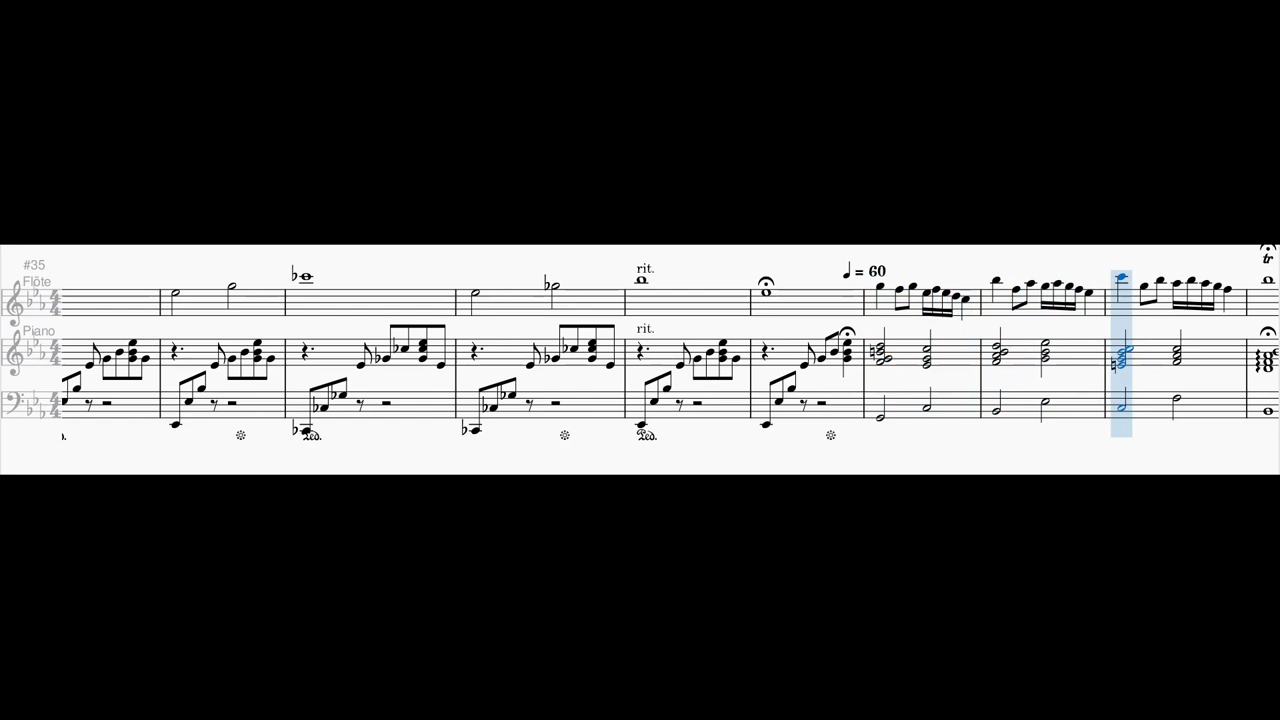 #35
Flöte
rit.
♩ = 60
tr
Piano
rit.